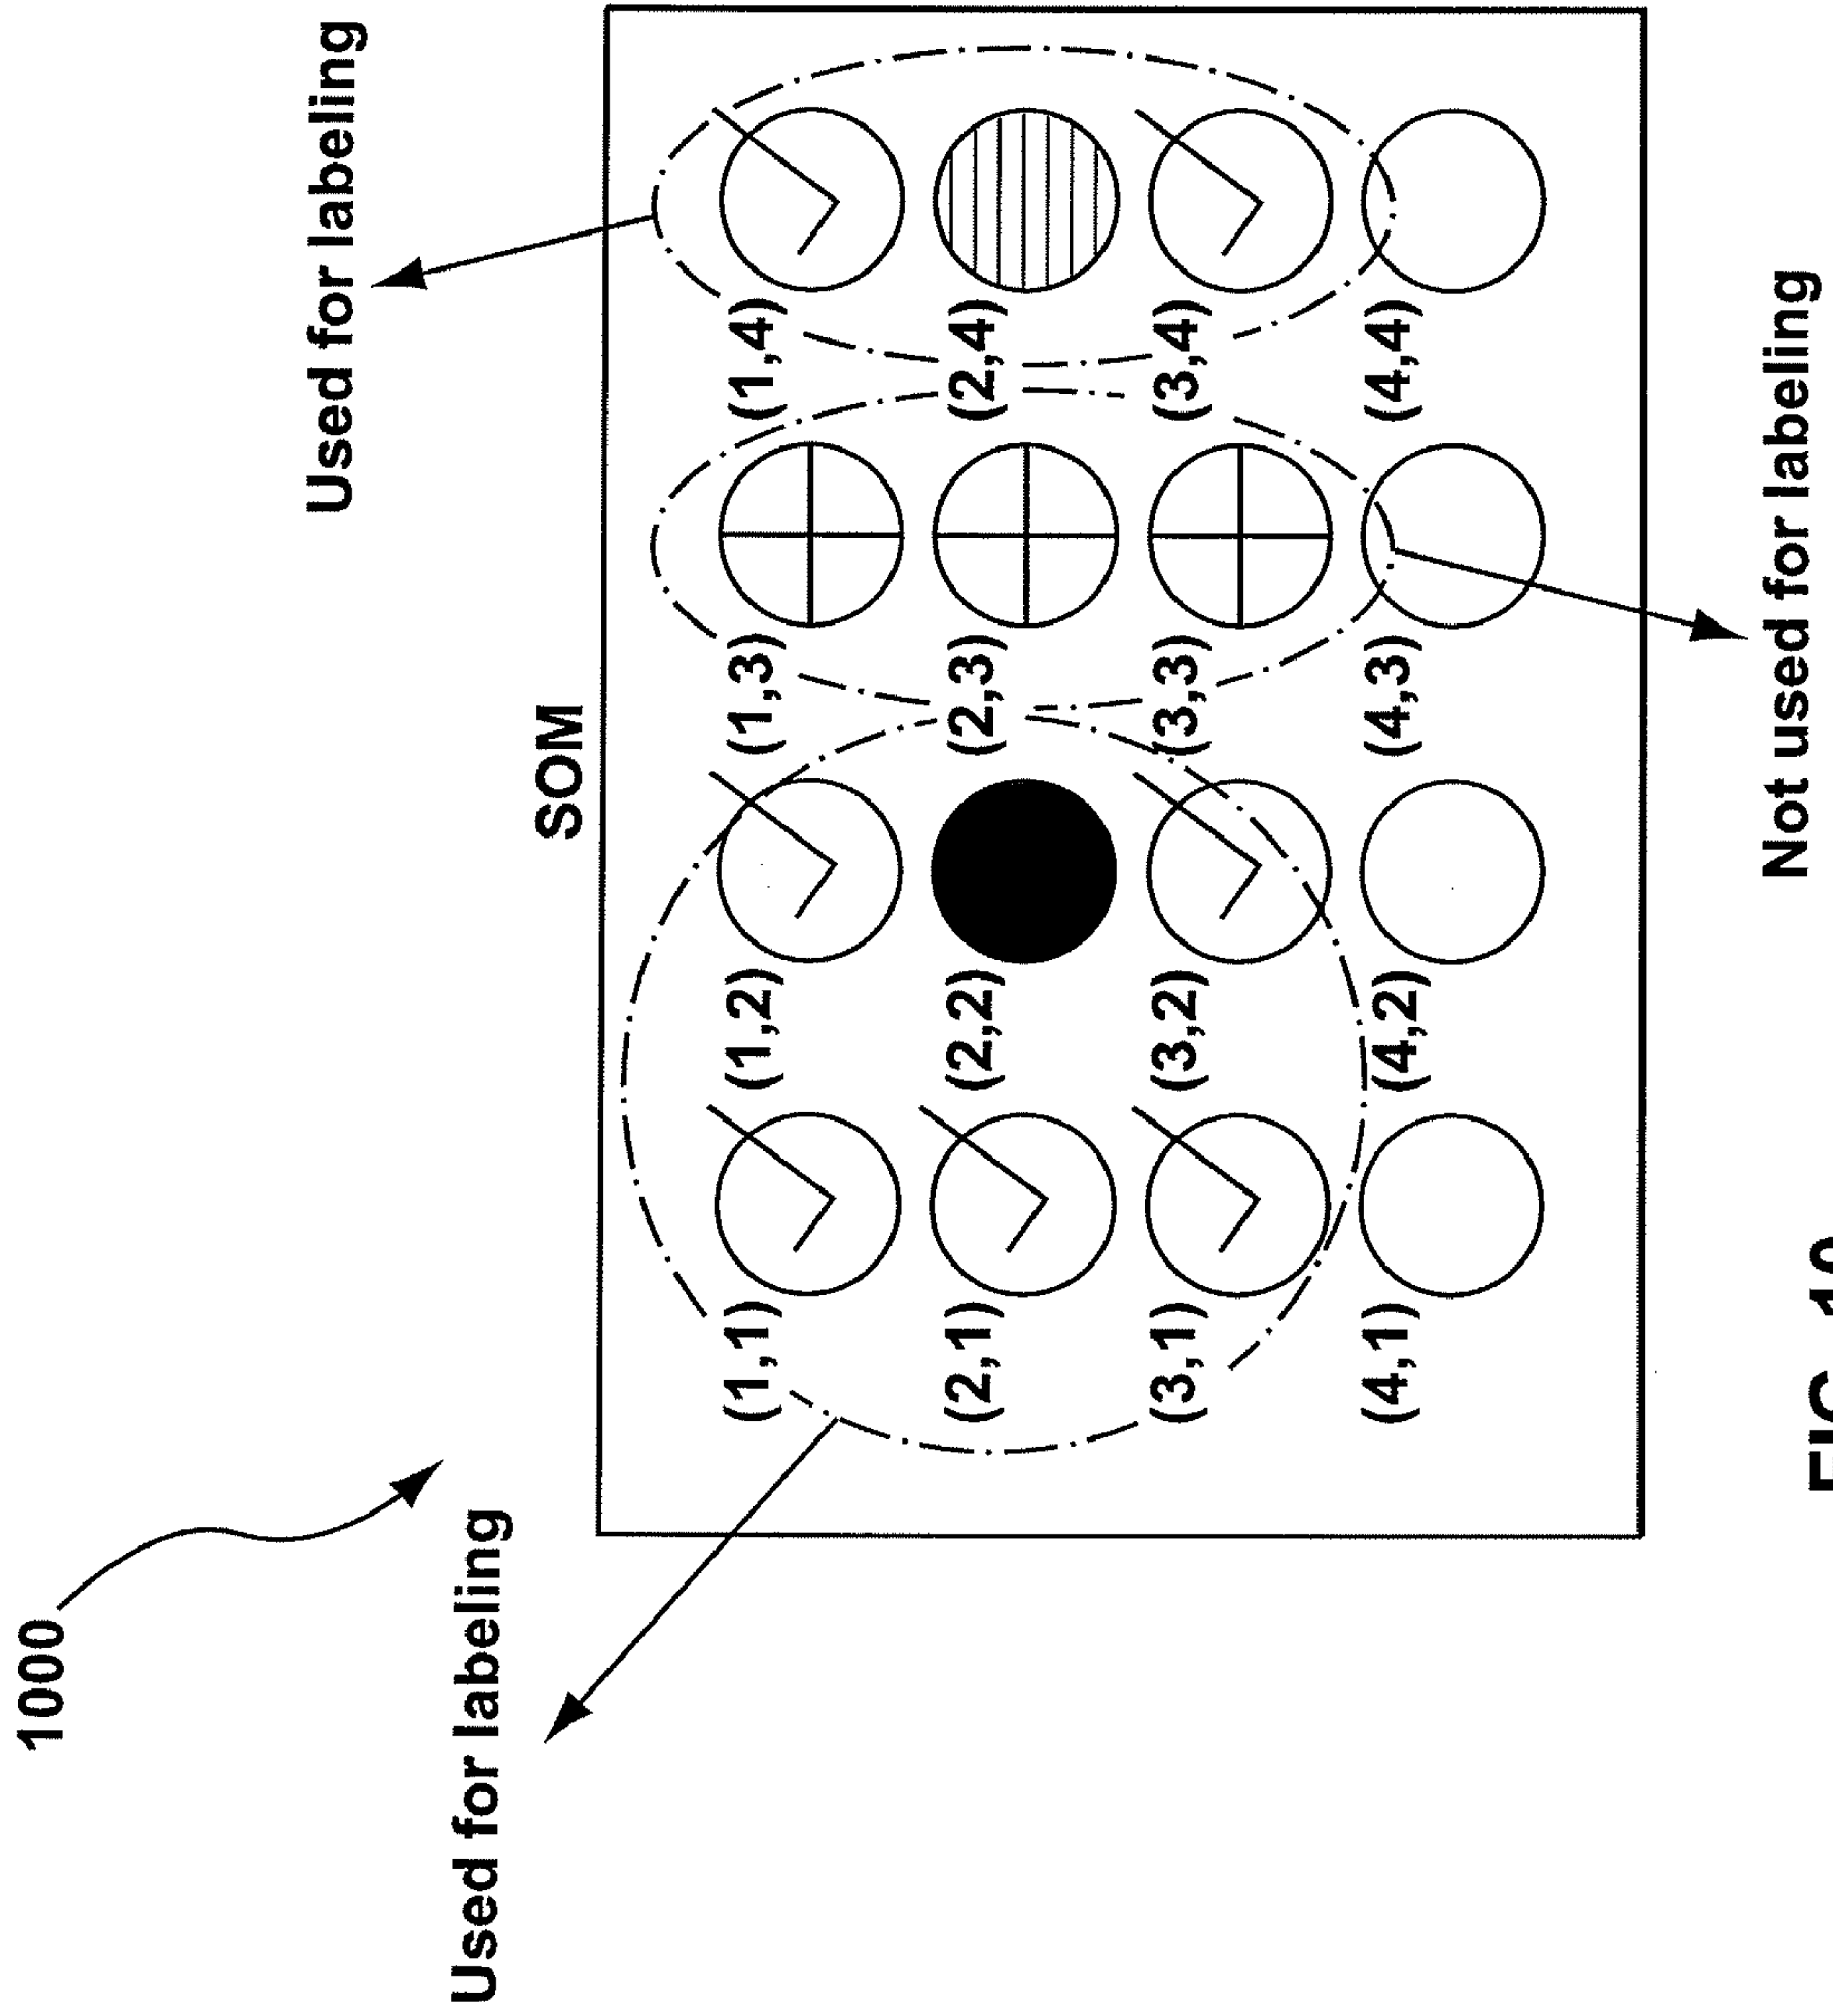 1000
Used for labeling
Used for labeling
SOM
(1,1) (1,2) (1,3) (1,4)
(2,1) (2,2) (2,3) (2,4)
(3,1) (3,2) (3,3) (3,4)
(4,1) (4,2) (4,3) (4,4)
Not used for labeling